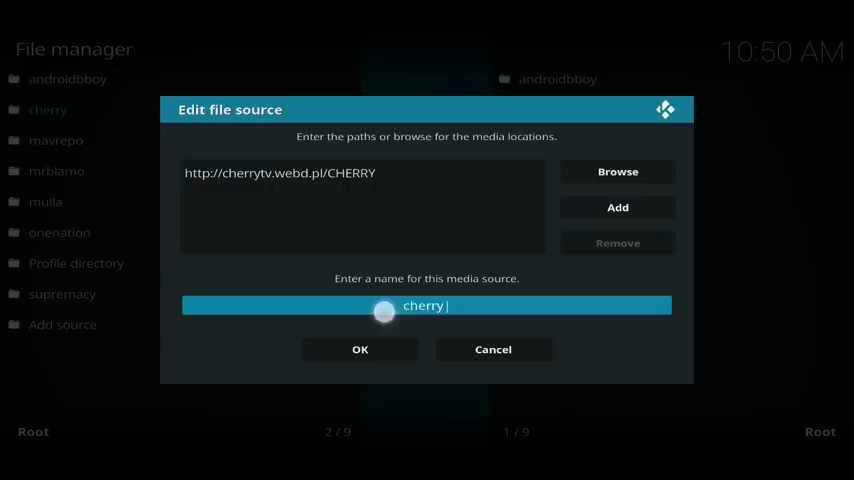 File manager
10:50 AM
androidbboy
cherry
mavrepo
mrblamo
mulla
onenation
Profile directory
supremacy
Add source
androidbboy
Edit file source
Enter the paths or browse for the media locations.
http://cherrytv.webd.pl/CHERRY
Browse
Add
Remove
Enter a name for this media source.
cherry
OK
Cancel
Root
2 / 9
1 / 9
Root